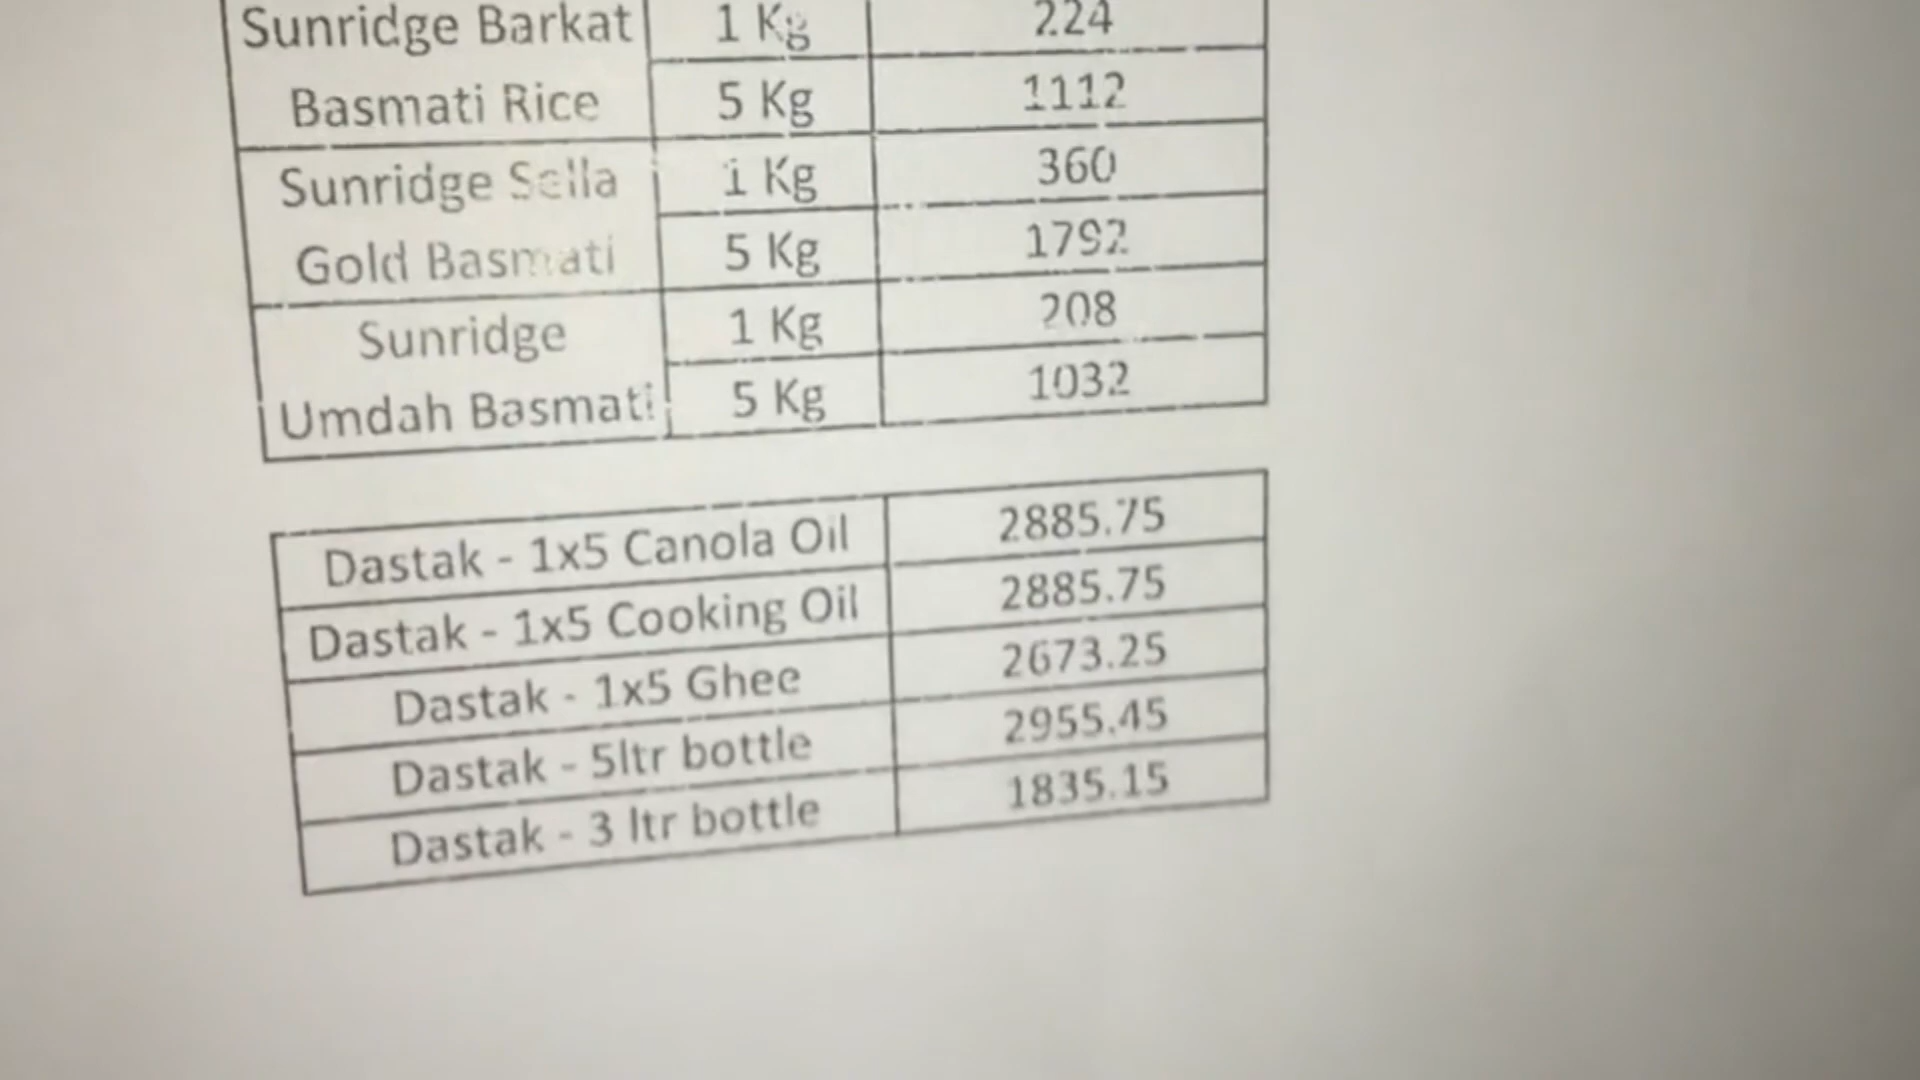 Sunridge Barkat 1 Kg 224
Basmati Rice 5 Kg 1112
Sunridge Sella 1 Kg 360
Gold Basmati 5 Kg 1792
Sunridge 1 Kg 208
Umdah Basmati 5 Kg 1032
Dastak - 1x5 Canola Oil 2885.75
Dastak - 1x5 Cooking Oil 2885.75
Dastak - 1x5 Ghee 2673.25
Dastak - 5ltr bottle 2955.45
Dastak - 3 ltr bottle 1835.15